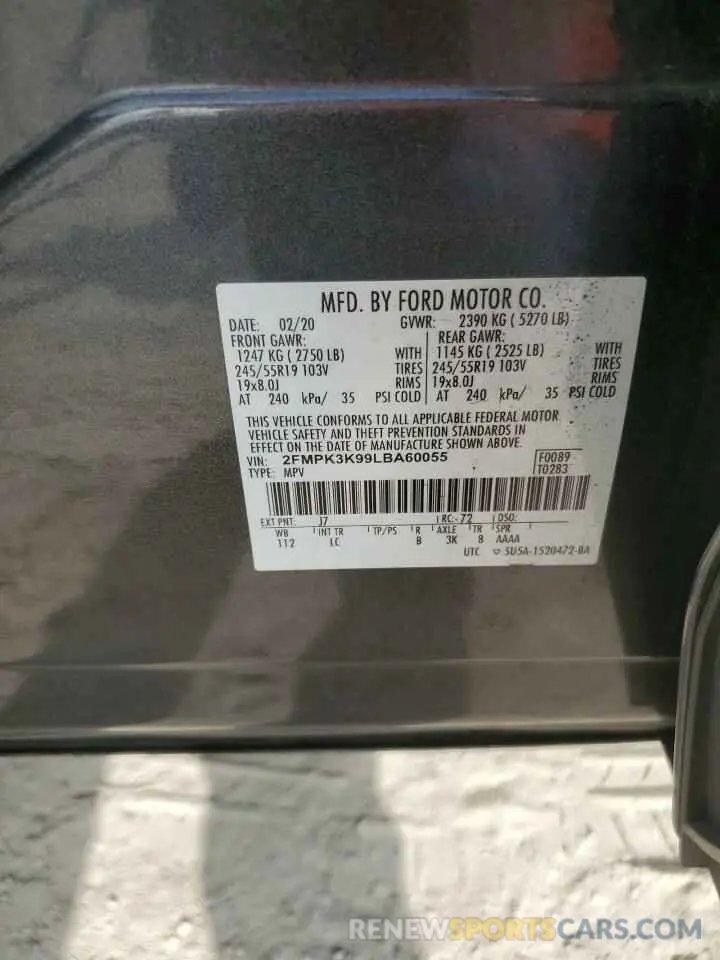 MFD. BY FORD MOTOR CO.
DATE: 02/20 GVWR: 2390 KG ( 5270 LB)
FRONT GAWR: REAR GAWR:
1247 KG ( 2750 LB) WITH 1145 KG ( 2525 LB) WITH
245/55R19 103V TIRES 245/55R19 103V TIRES
19x8.0J RIMS 19x8.0J RIMS
AT 240 kPa/ 35 PSI COLD AT 240 kPa/ 35 PSI COLD
THIS VEHICLE CONFORMS TO ALL APPLICABLE FEDERAL MOTOR
VEHICLE SAFETY AND THEFT PREVENTION STANDARDS IN
EFFECT ON THE DATE OF MANUFACTURE SHOWN ABOVE.
VIN: 2FMPK3K99LBA60055 F0089
TYPE: MPV T0283
EXT PNT: J7 RC: 72 DSO:
WB INT TR TP/PS R AXLE TR SPR
112 LC B 3K 8 AAAA
UTC 5U5A-1520472-BA
RENEWSPORTSCARS.COM